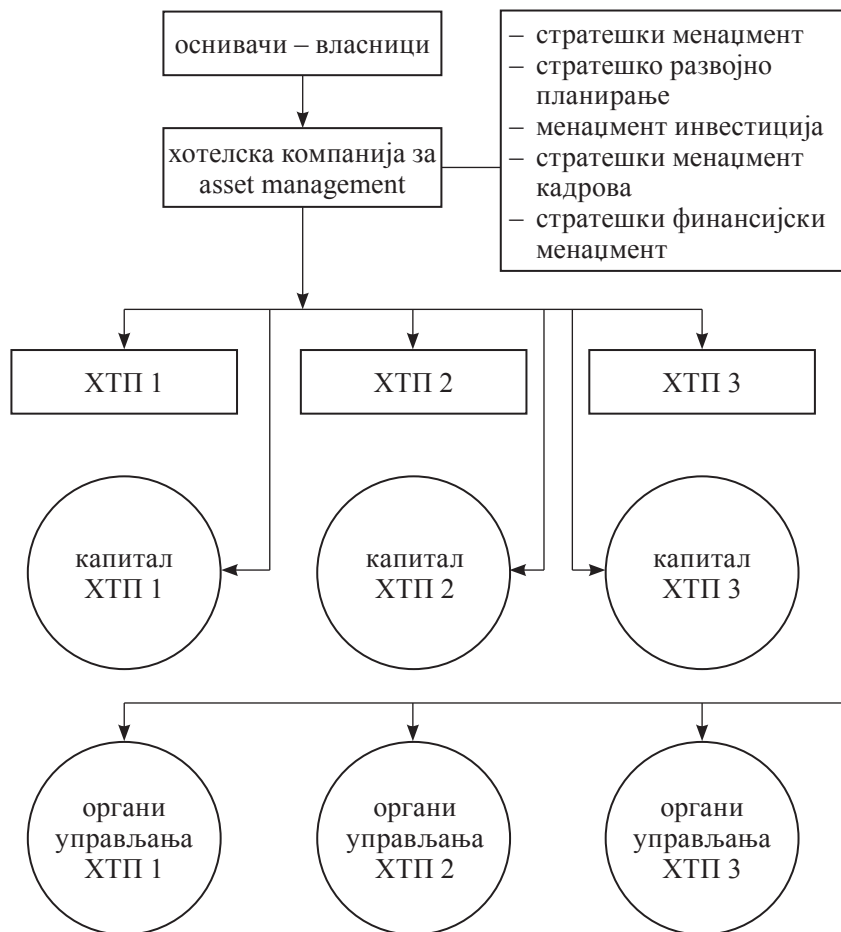 оснивачи – власници
– стратешки менаџмент
– стратешко развојно
планирање
– менаџмент инвестиција
– стратешки менаџмент
кадрова
– стратешки финансијски
менаџмент
хотелска компанија за
asset management
ХТП 1
ХТП 2
ХТП 3
капитал
ХТП 1
капитал
ХТП 2
капитал
ХТП 3
органи
управљања
ХТП 1
органи
управљања
ХТП 2
органи
управљања
ХТП 3